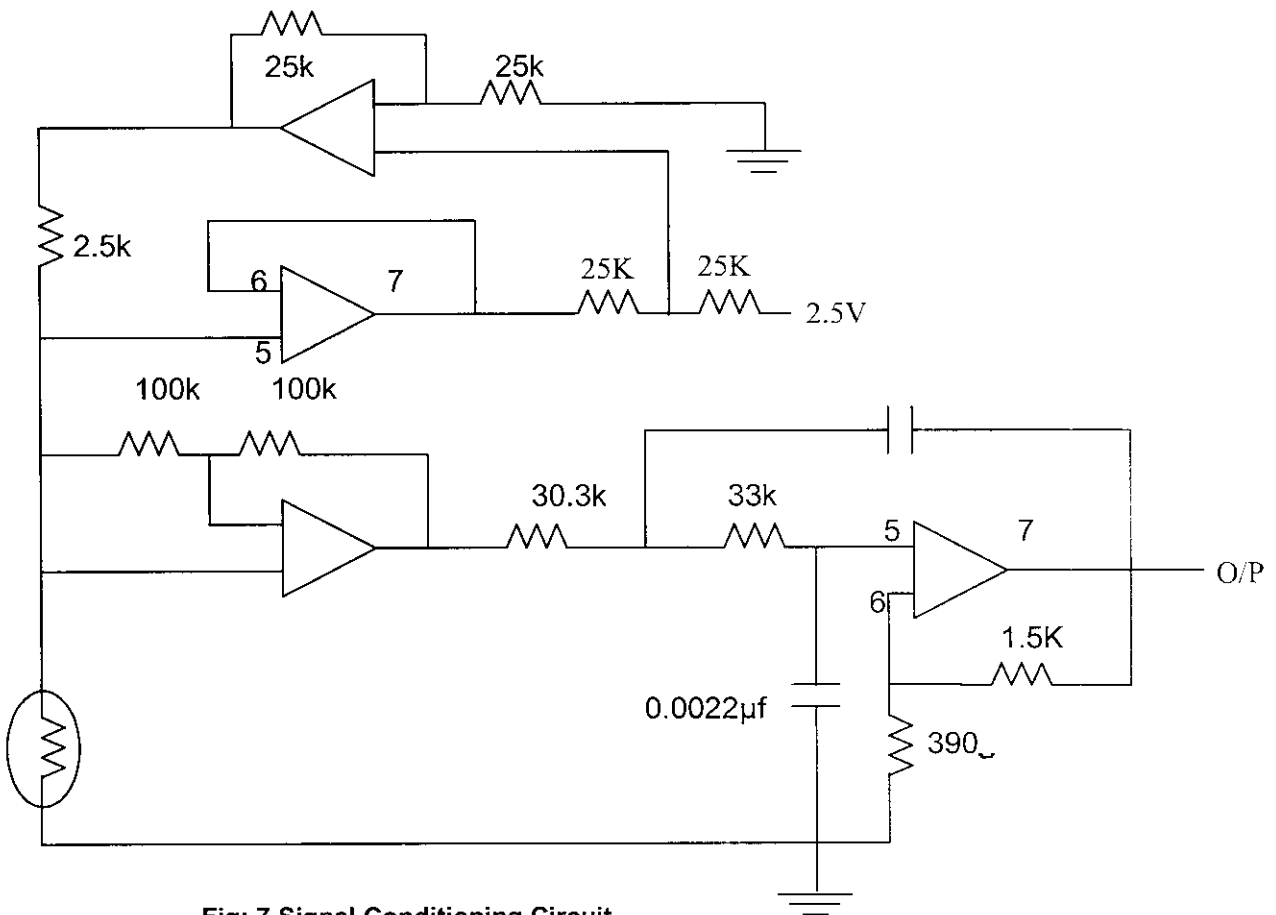 25k
25k
2.5k
6
7
25K
25K
2.5V
5
100k
100k
30.3k
33k
5
7
O/P
6
1.5K
0.0022µf
390
Fig: 7 Signal Conditioning Circuit